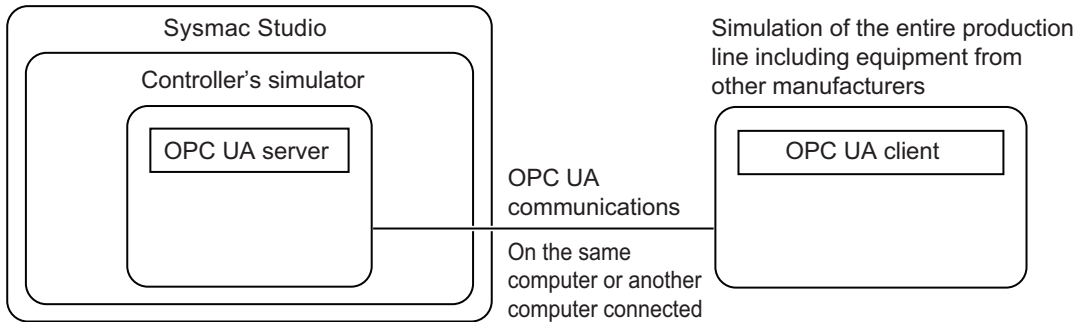 Sysmac Studio
Controller's simulator
OPC UA server
OPC UA
communications
On the same
computer or another
computer connected
Simulation of the entire production
line including equipment from
other manufacturers
OPC UA client